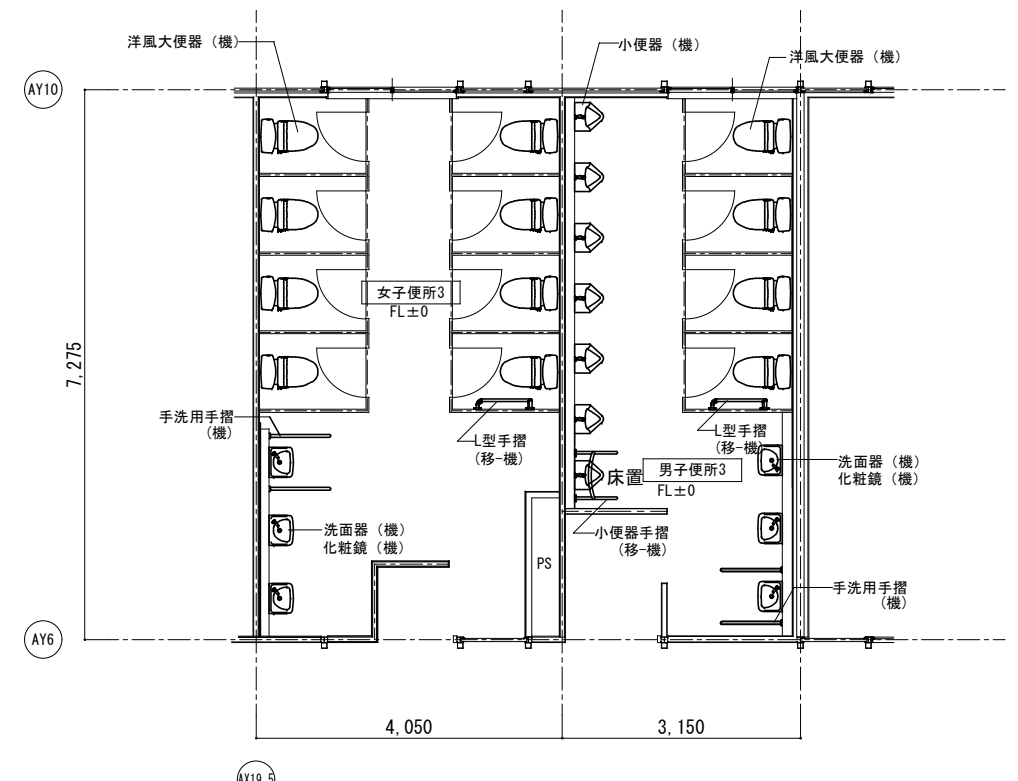 洋風大便器（機）
小便器（機）
洋風大便器（機）
AY10
女子便所3
FL±0
7,275
手洗用手摺
（機）
L型手摺
（移-機）
L型手摺
（移-機）
床置
男子便所3
FL±0
洗面器（機）
化粧鏡（機）
洗面器（機）
化粧鏡（機）
小便器手摺
（移-機）
PS
手洗用手摺
（機）
AY6
4,050
3,150
AX19.5